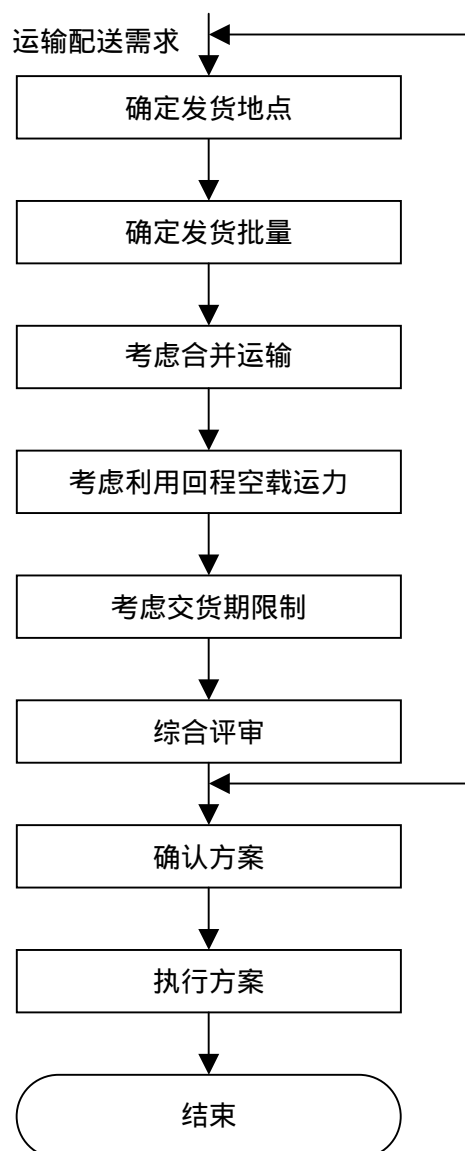 运输配送需求
确定发货地点
确定发货批量
考虑合并运输
考虑利用回程空载运力
考虑交货期限制
综合评审
确认方案
执行方案
结束